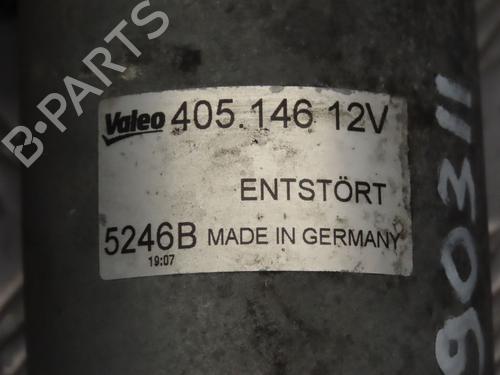 B-PARTS
Valeo 405.146 12V
ENTSTÖRT
5246B MADE IN GERMANY
19:07
90311